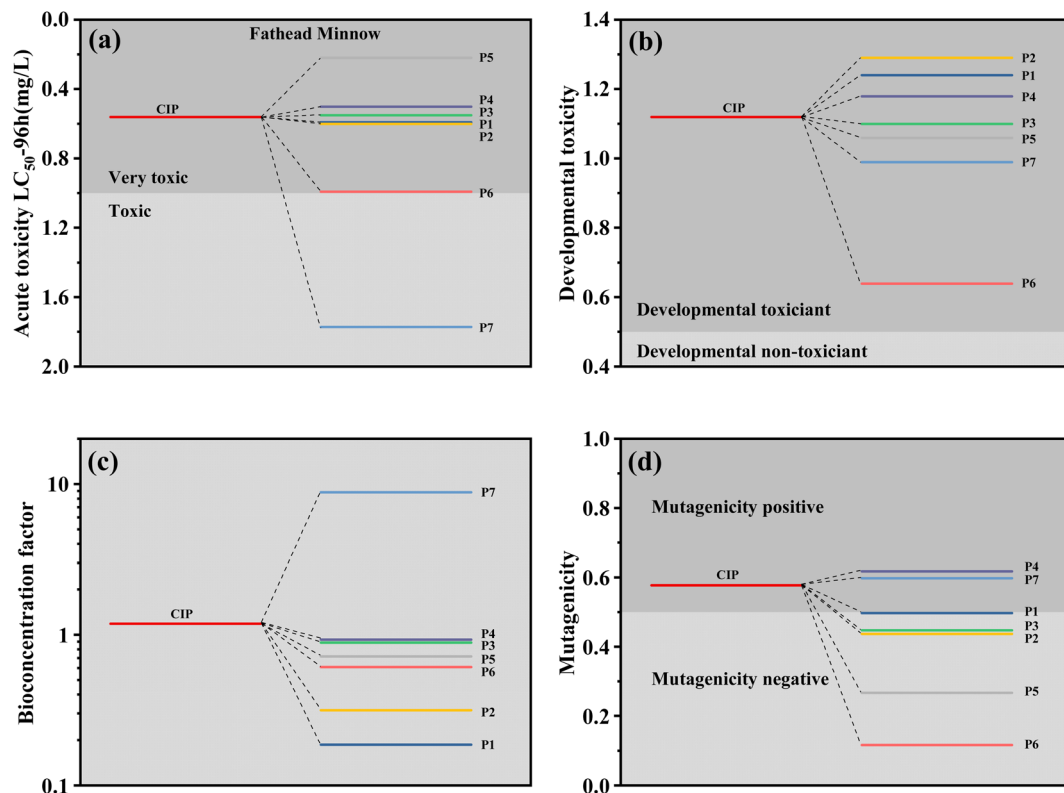 (a)
Fathead Minnow
Acute toxicity LC50-96h(mg/L)
0.0
0.4
0.8
1.2
1.6
2.0
CIP
P5
P4
P3
P1
P2
P6
P7
Very toxic
Toxic
(b)
Developmental toxicity
1.4
1.2
1.0
0.8
0.6
0.4
CIP
P2
P1
P4
P3
P5
P7
P6
Developmental toxiciant
Developmental non-toxiciant
(c)
Bioconcentration factor
10
1
0.1
CIP
P7
P4
P3
P5
P6
P2
P1
(d)
Mutagenicity
1.0
0.8
0.6
0.4
0.2
0.0
Mutagenicity positive
CIP
P4
P7
P1
P3
P2
P5
P6
Mutagenicity negative